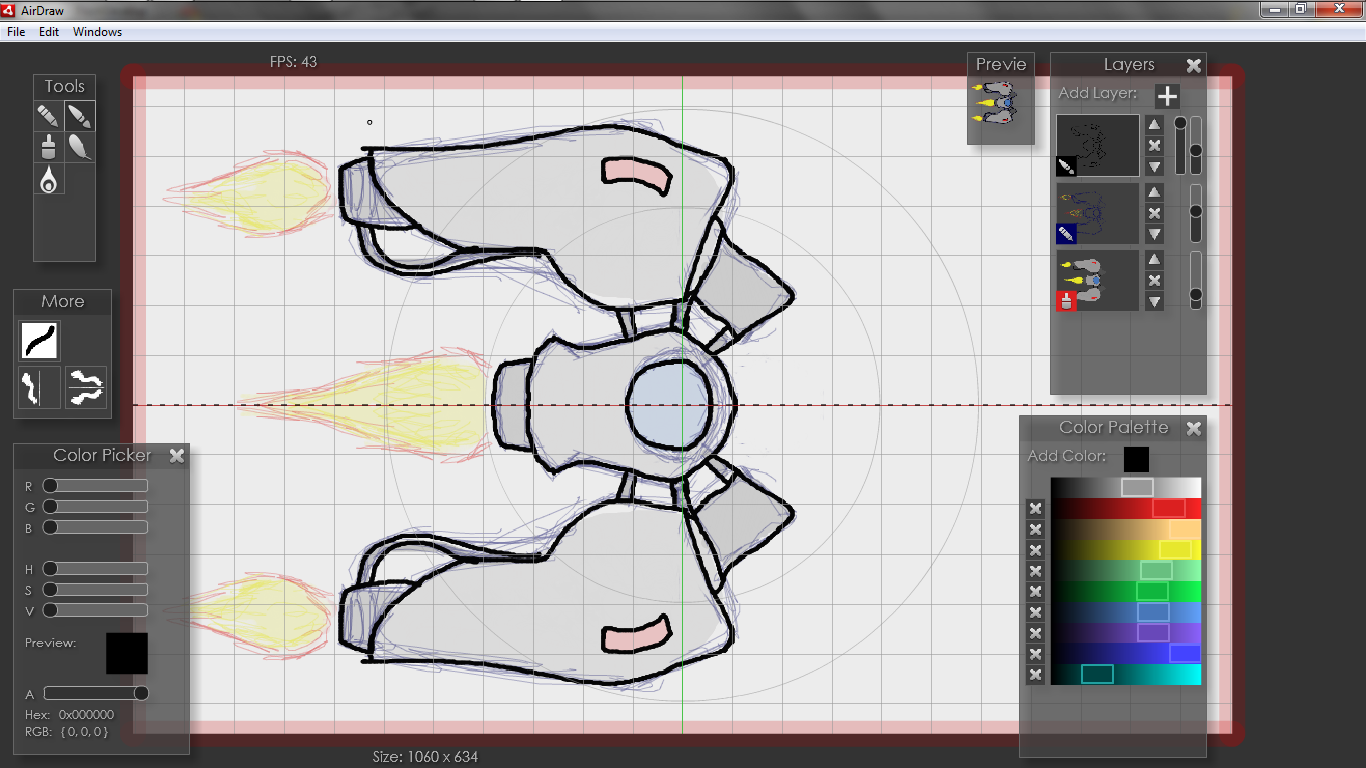 AirDraw
File Edit Windows
FPS: 43
Tools
More
Color Picker
R
G
B
H
S
V
Preview:
A
Hex: 0x000000
RGB: { 0, 0, 0 }
Size: 1060 x 634
Previe
Layers
Add Layer:
Color Palette
Add Color: